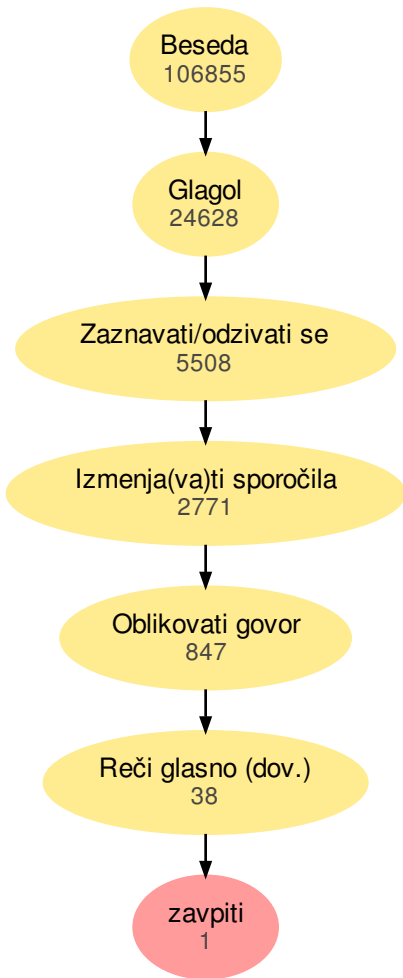 Beseda
106855
Glagol
24628
Zaznavati/odzivati se
5508
Izmenja(va)ti sporočila
2771
Oblikovati govor
847
Reči glasno (dov.)
38
zavpiti
1